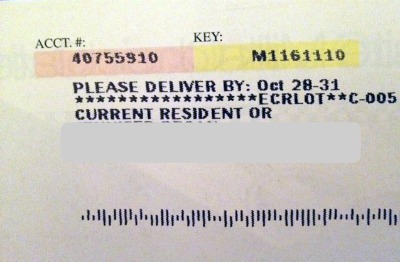 ACCT. #: KEY:
40755910 M1161110
PLEASE DELIVER BY: Oct 28-31
*****************ECRLOT**C-005
CURRENT RESIDENT OR